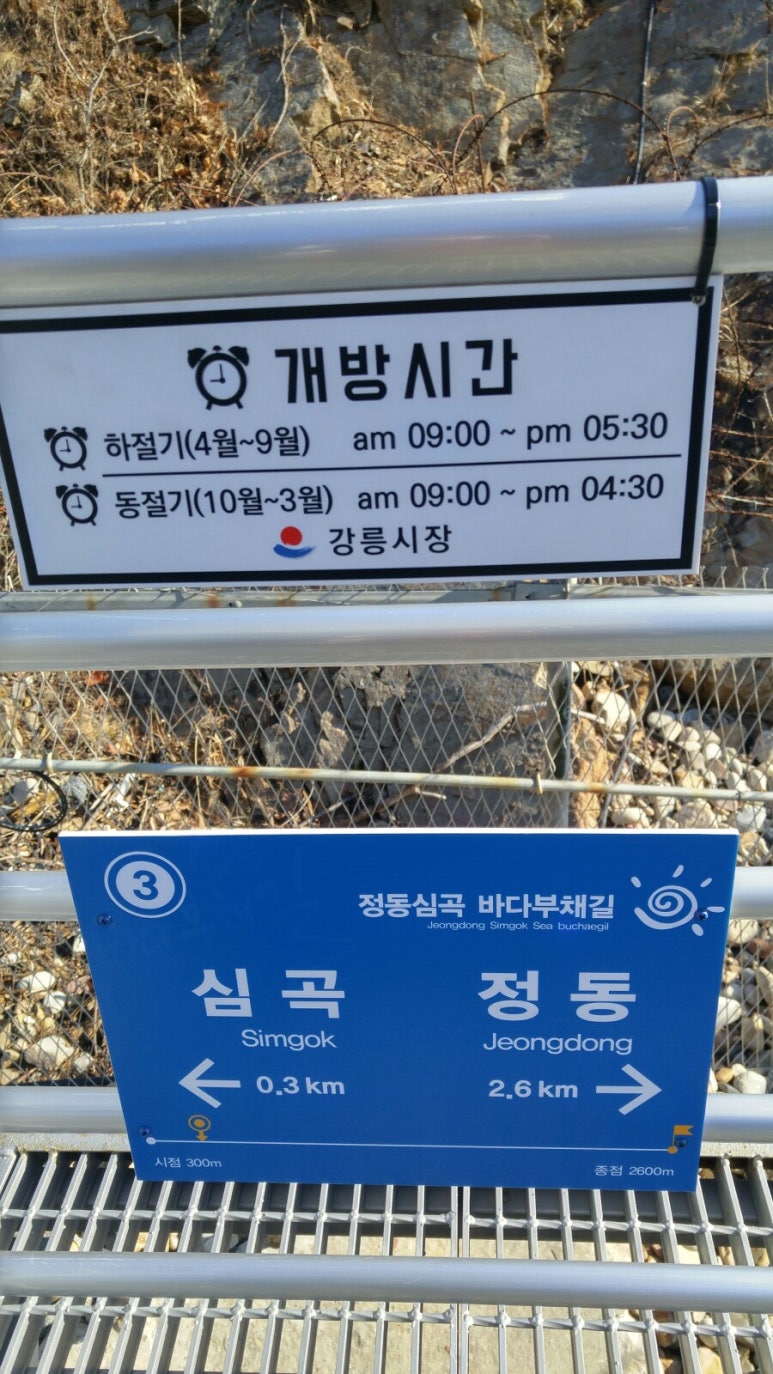 개방시간
하절기(4월~9월) am 09:00 ~ pm 05:30
동절기(10월~3월) am 09:00 ~ pm 04:30
강릉시장
3
정동심곡 바다부채길
Jeongdong Simgok Sea buchaegil
심곡 정동
Simgok Jeongdong
0.3 km 2.6 km
시점 300m 종점 2600m